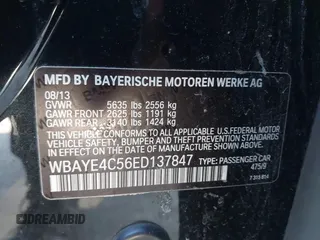 MFD BY BAYERISCHE MOTOREN WERKE AG
08/13
GVWR 5635 lbs 2556 kg
GAWR FRONT 2625 lbs 1191 kg
GAWR REAR 3140 lbs 1424 kg
THIS VEHICLE CONFORMS TO ALL APPLICABLE
FEDERAL MOTOR VEHICLE SAFETY, BUMPER, AND
THEFT PREVENTION STANDARDS IN EFFECT ON THE
DATE OF MANUFACTURE SHOWN ABOVE.
WBAYE4C56ED137847
TYPE: PASSENGER CAR
475/9